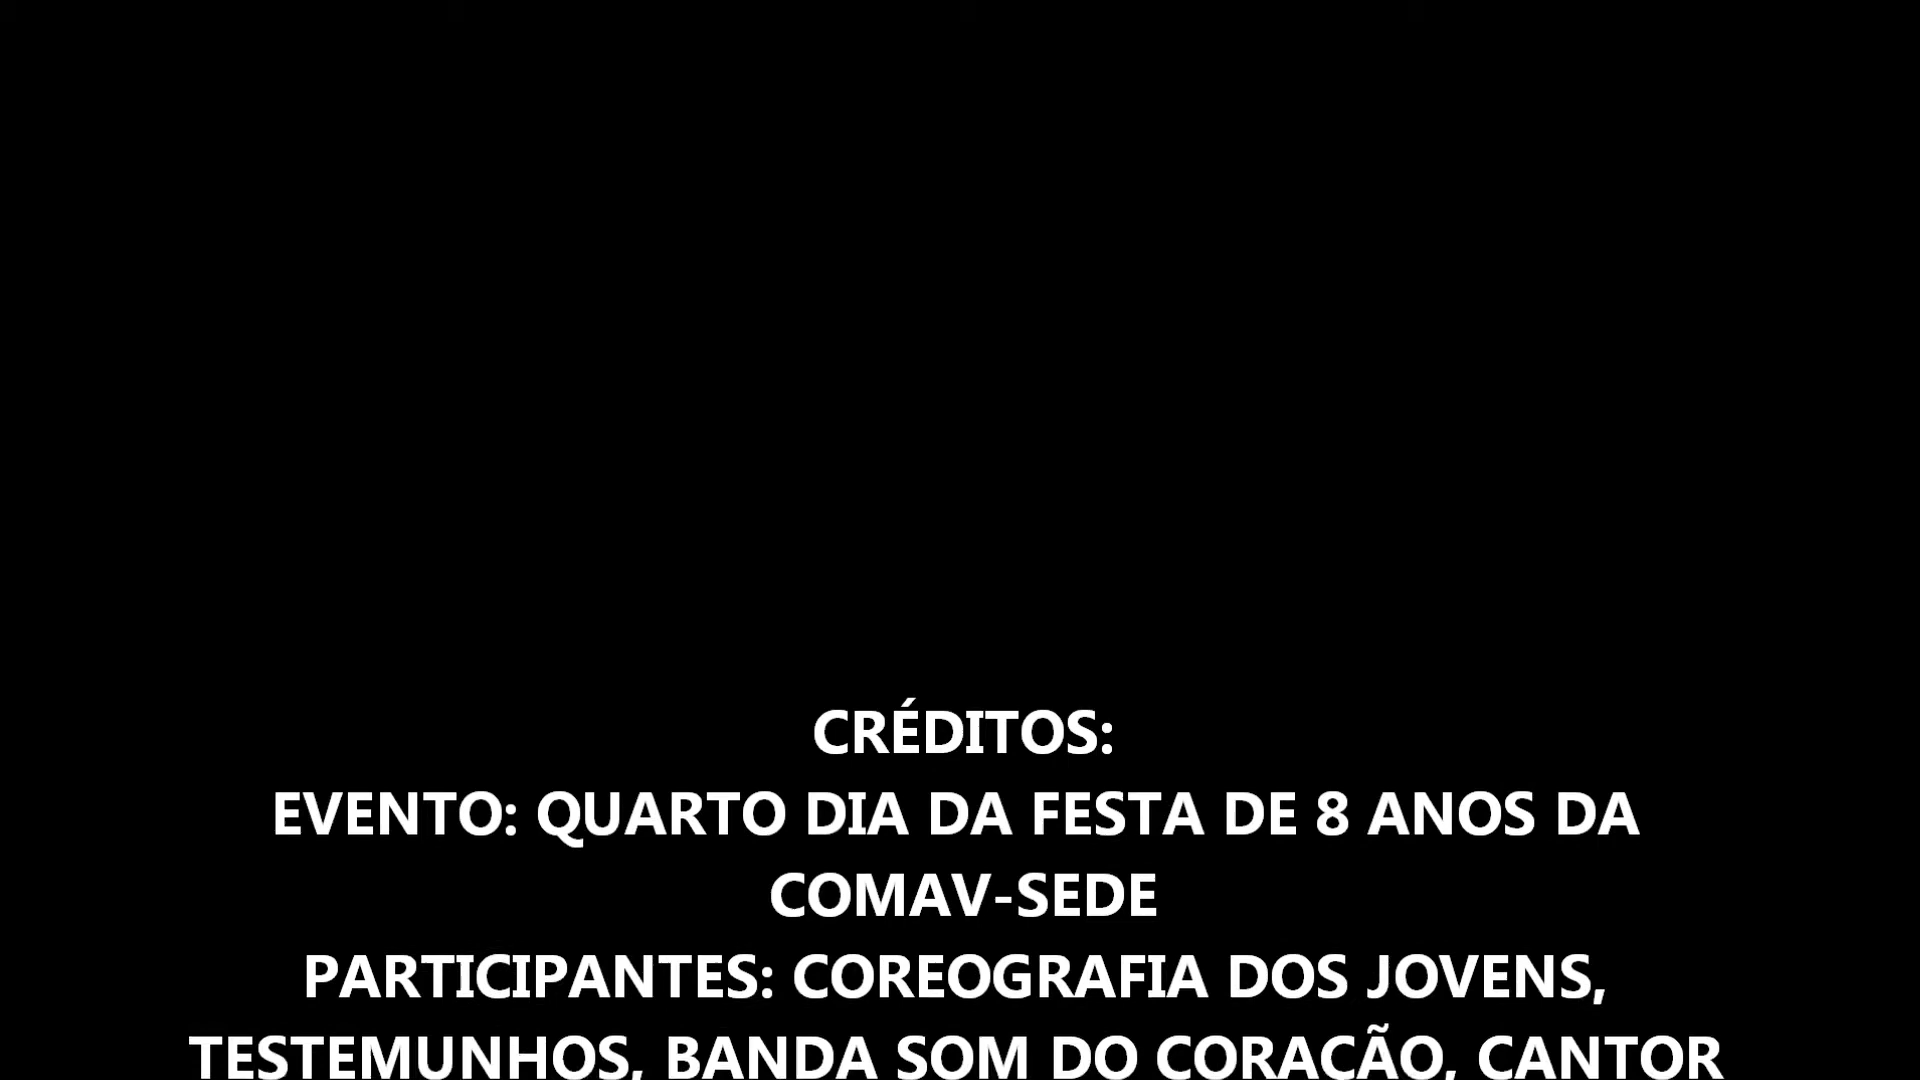 CRÉDITOS:
EVENTO: QUARTO DIA DA FESTA DE 8 ANOS DA
COMAV-SEDE
PARTICIPANTES: COREOGRAFIA DOS JOVENS,
TESTEMUNHOS, BANDA SOM DO CORAÇÃO, CANTOR